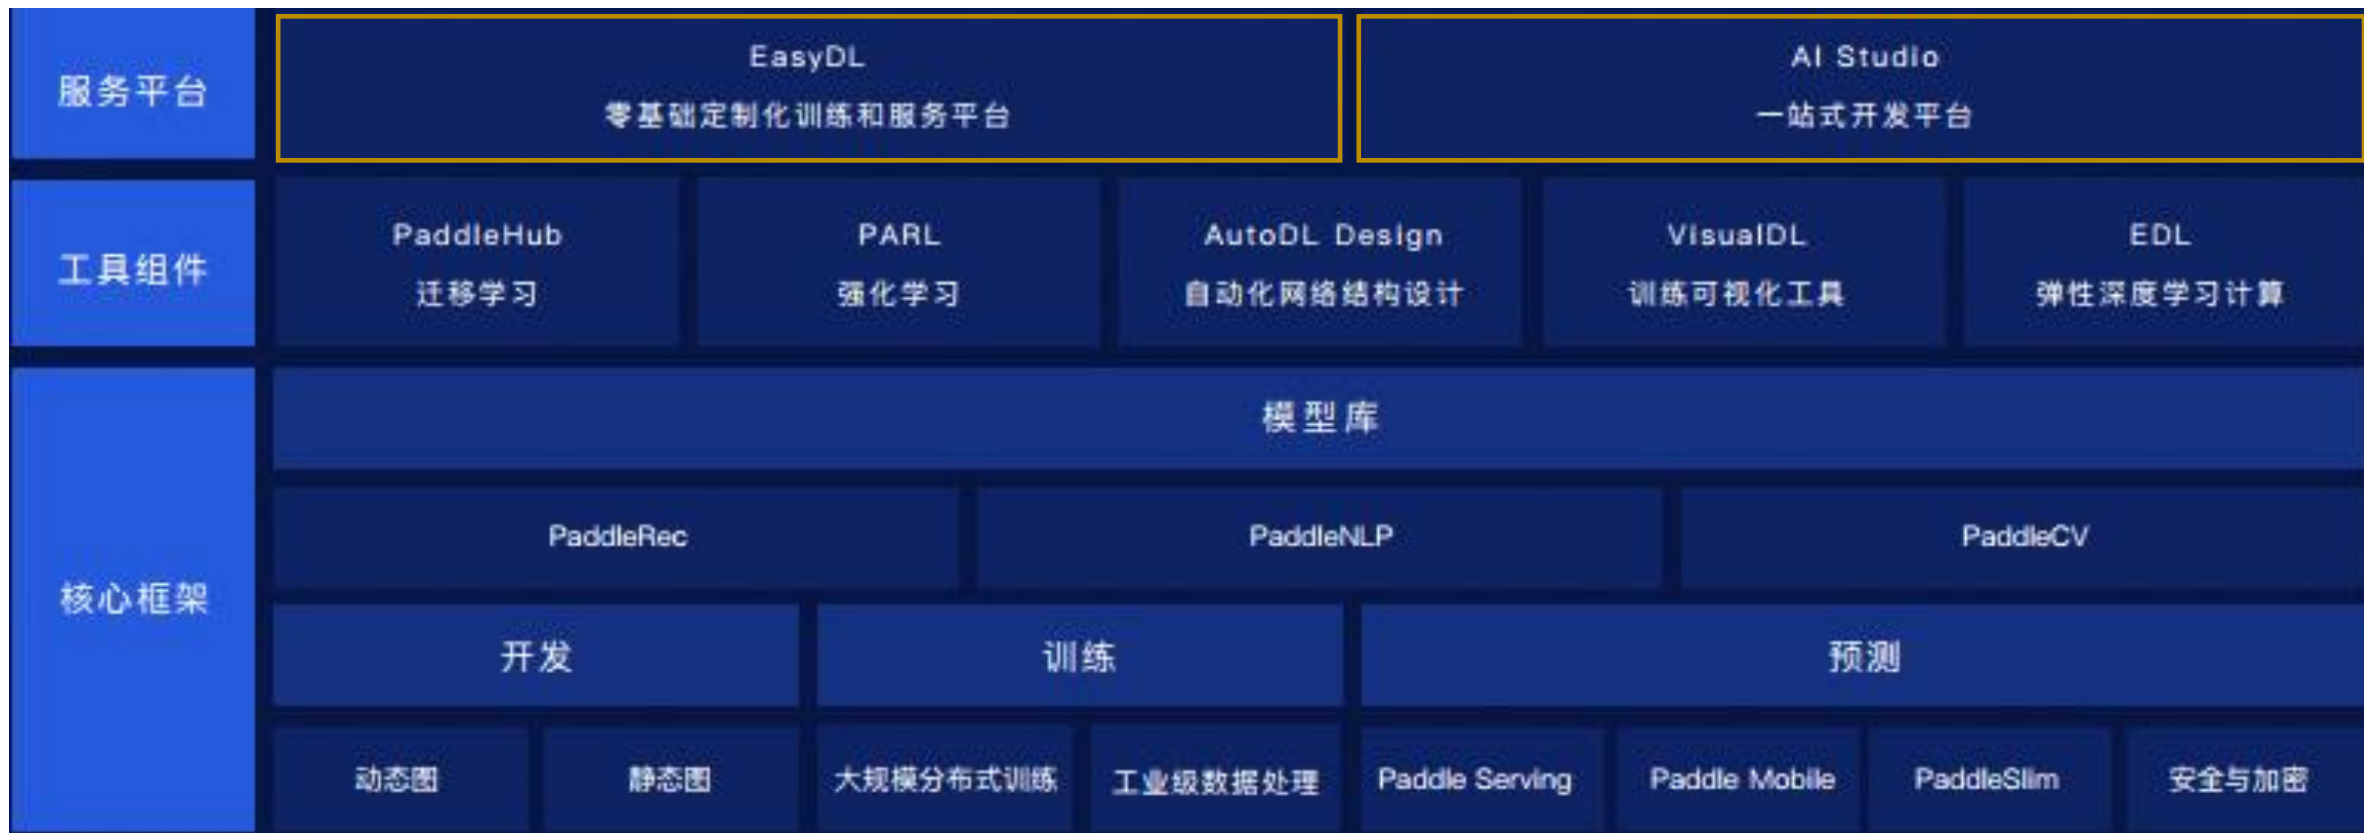 服务平台
EasyDL
零基础定制化训练和服务平台
AI Studio
一站式开发平台
工具组件
PaddleHub
迁移学习
PARL
强化学习
AutoDL Design
自动化网络结构设计
VisualDL
训练可视化工具
EDL
弹性深度学习计算
核心框架
模型库
PaddleRec
PaddleNLP
PaddleCV
开发
训练
预测
动态图
静态图
大规模分布式训练
工业级数据处理
Paddle Serving
Paddle Mobile
PaddleSlim
安全与加密